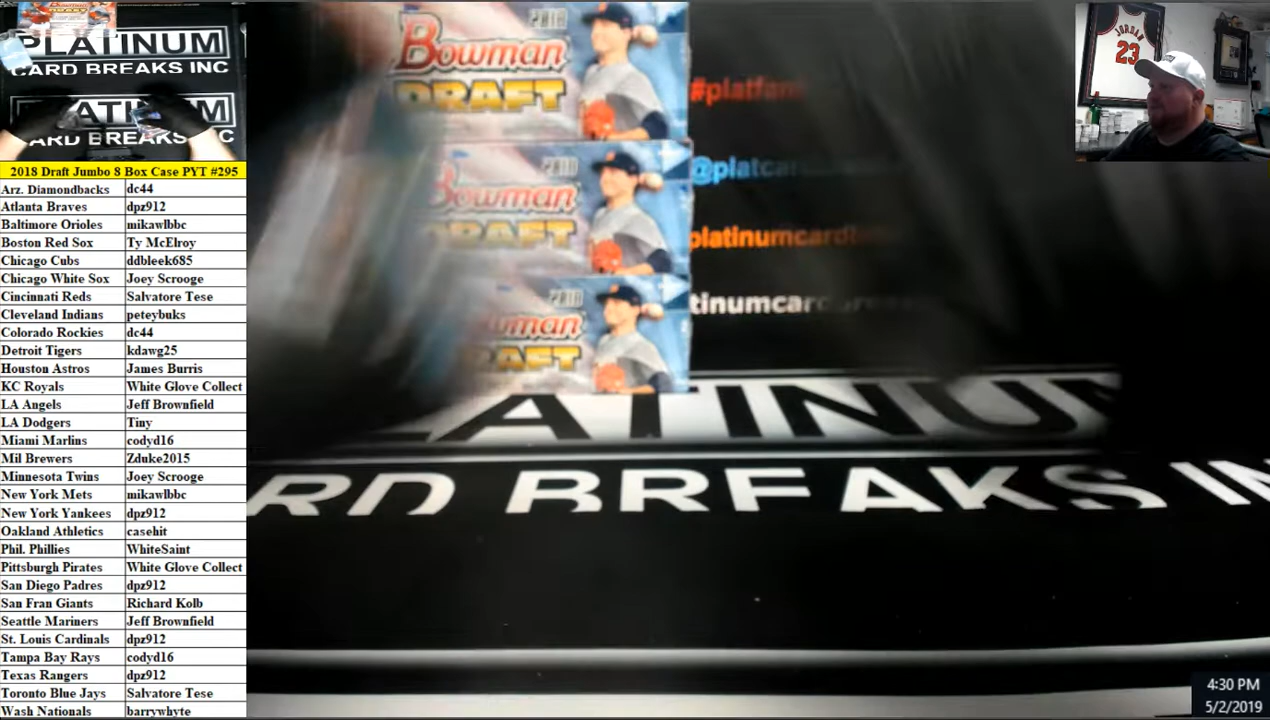 PLATINUM
CARD BREAKS INC
2018 Draft Jumbo 8 Box Case PYT #295
Arz. Diamondbacks dc44
Atlanta Braves dpz912
Baltimore Orioles mikawlbbc
Boston Red Sox Ty McElroy
Chicago Cubs ddbleek685
Chicago White Sox Joey Scrooge
Cincinnati Reds Salvatore Tese
Cleveland Indians peteybuks
Colorado Rockies dc44
Detroit Tigers kdawg25
Houston Astros James Burris
KC Royals White Glove Collect
LA Angels Jeff Brownfield
LA Dodgers Tiny
Miami Marlins codyd16
Mil Brewers Zduke2015
Minnesota Twins Joey Scrooge
New York Mets mikawlbbc
New York Yankees dpz912
Oakland Athletics casehit
Phil. Phillies WhiteSaint
Pittsburgh Pirates White Glove Collect
San Diego Padres dpz912
San Fran Giants Richard Kolb
Seattle Mariners Jeff Brownfield
St. Louis Cardinals dpz912
Tampa Bay Rays codyd16
Texas Rangers dpz912
Toronto Blue Jays Salvatore Tese
Wash Nationals barrywhyte
2018
Bowman
DRAFT
2018
Bowman
2018
#platfam
@platcar
platinumcard
tinumcar
LATINUM
RD BREAKS IN
JORDAN
23
4:30 PM
5/2/2019